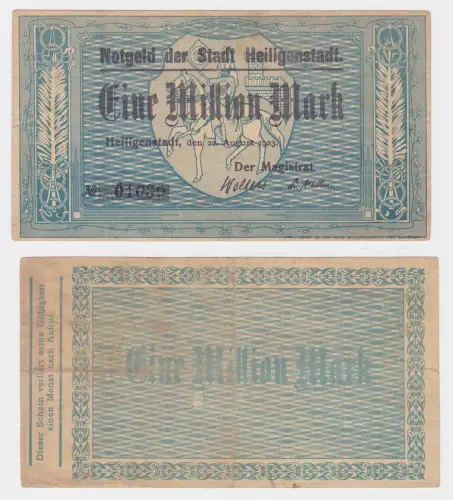 Notgeld der Stadt Heiligenstadt.
Eine Million Mark
Heiligenstadt, den 22. August 1923.
Der Magistrat
Wolters
Eine Million Mark
Dieser Schein verliert seine Gültigkeit
einen Monat nach Aufruf.